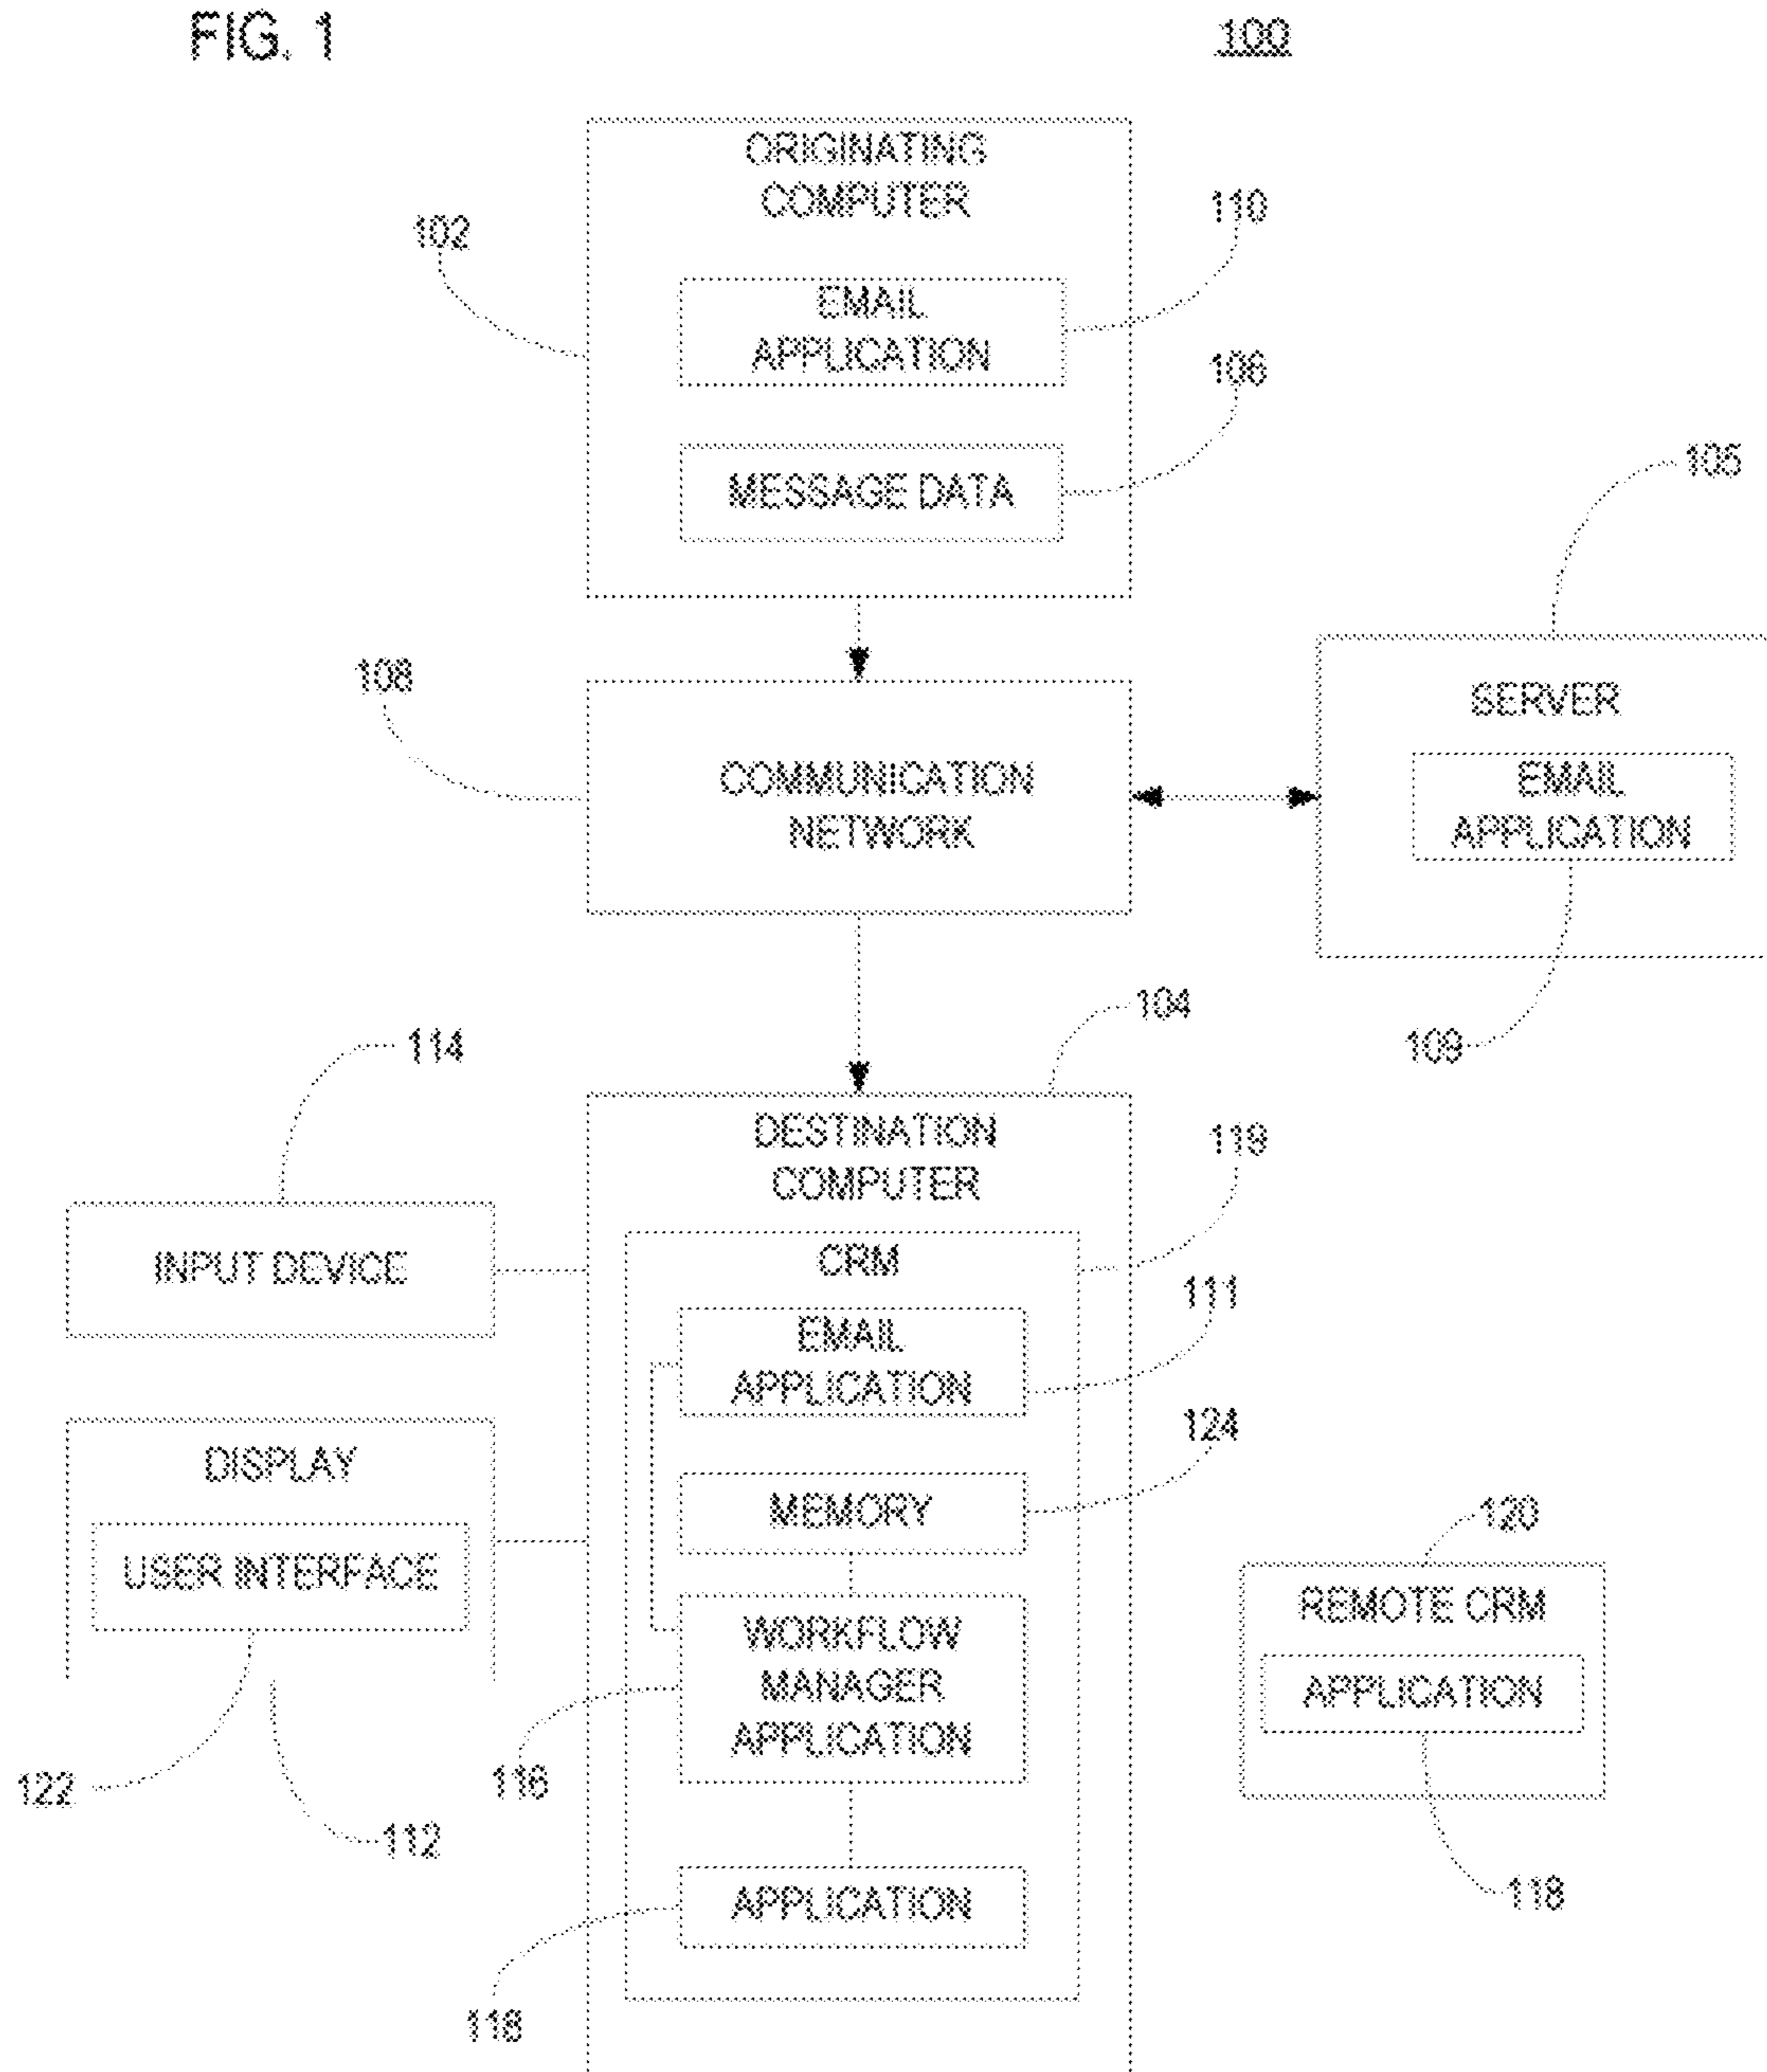 FIG. 1
100
ORIGINATING
COMPUTER
102
110
EMAIL
APPLICATION
106
MESSAGE DATA
105
108
COMMUNICATION
NETWORK
SERVER
EMAIL
APPLICATION
109
104
114
DESTINATION
COMPUTER
119
INPUT DEVICE
CRM
111
EMAIL
APPLICATION
124
DISPLAY
MEMORY
USER INTERFACE
120
REMOTE CRM
APPLICATION
WORKFLOW
MANAGER
APPLICATION
122
116
112
118
APPLICATION
118